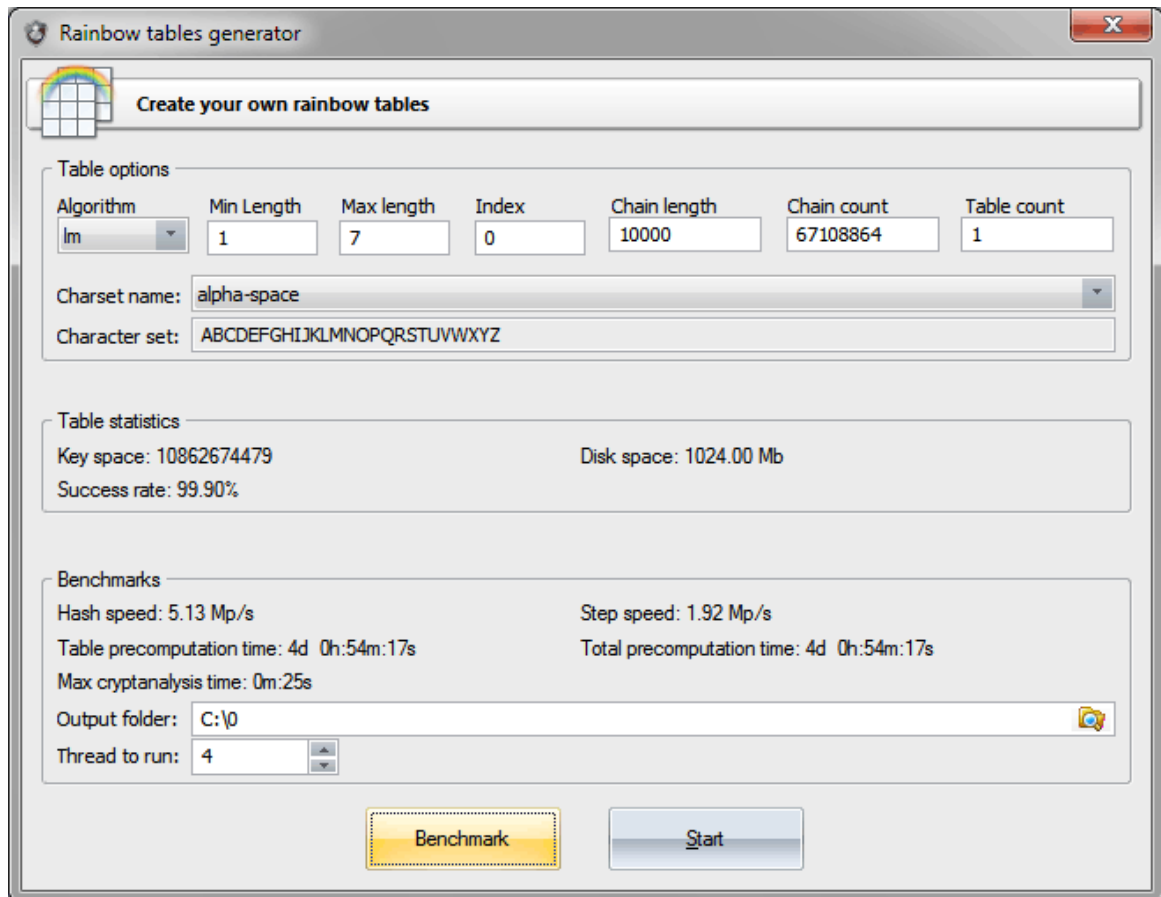 Rainbow tables generator
Create your own rainbow tables
Table options
Algorithm Min Length Max length Index Chain length Chain count Table count
lm 1 7 0 10000 67108864 1
Charset name: alpha-space
Character set: ABCDEFGHIJKLMNOPQRSTUVWXYZ
Table statistics
Key space: 10862674479 Disk space: 1024.00 Mb
Success rate: 99.90%
Benchmarks
Hash speed: 5.13 Mp/s Step speed: 1.92 Mp/s
Table precomputation time: 4d 0h:54m:17s Total precomputation time: 4d 0h:54m:17s
Max cryptanalysis time: 0m:25s
Output folder: C:\0
Thread to run: 4
Benchmark Start